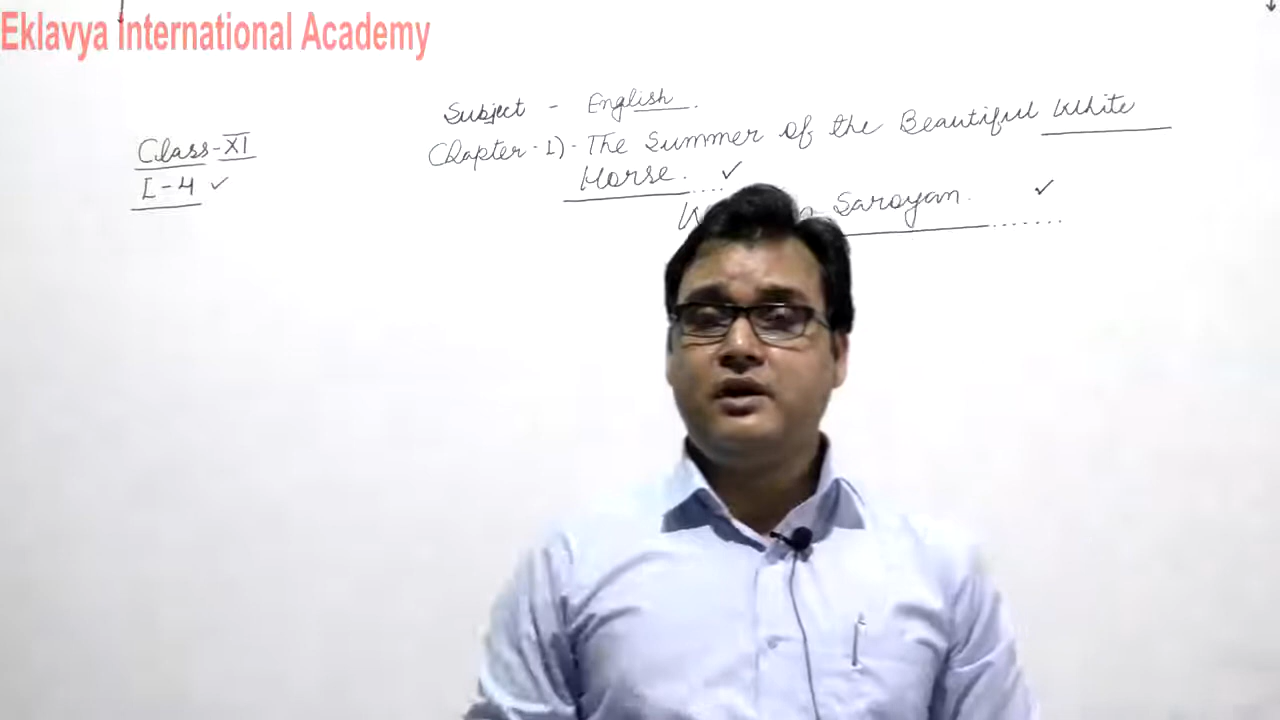 Eklavya International Academy
Subject - English.
Class-XI
Chapter-1) - The Summer of the Beautiful White
L-4 ✓
Horse. .... ✓
Saroyan. ✓